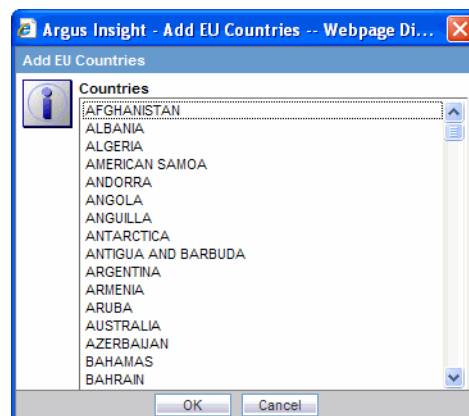 Argus Insight - Add EU Countries -- Webpage Di...
Add EU Countries
Countries
AFGHANISTAN
ALBANIA
ALGERIA
AMERICAN SAMOA
ANDORRA
ANGOLA
ANGUILLA
ANTARCTICA
ANTIGUA AND BARBUDA
ARGENTINA
ARMENIA
ARUBA
AUSTRALIA
AZERBAIJAN
BAHAMAS
BAHRAIN
OK Cancel